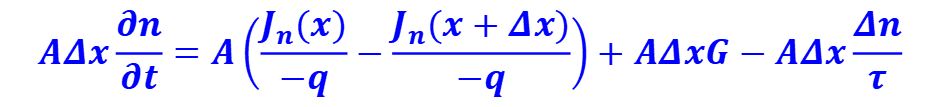 AΔx ∂n/∂t = A (Jₙ(x)/−q − Jₙ(x + Δx)/−q) + AΔxG − AΔx Δn/τ